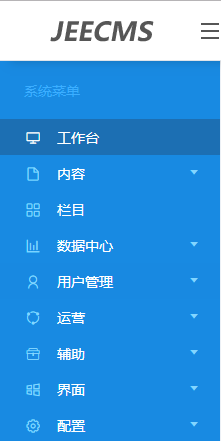 JEECMS
系统菜单
工作台
内容
栏目
数据中心
用户管理
运营
辅助
界面
配置